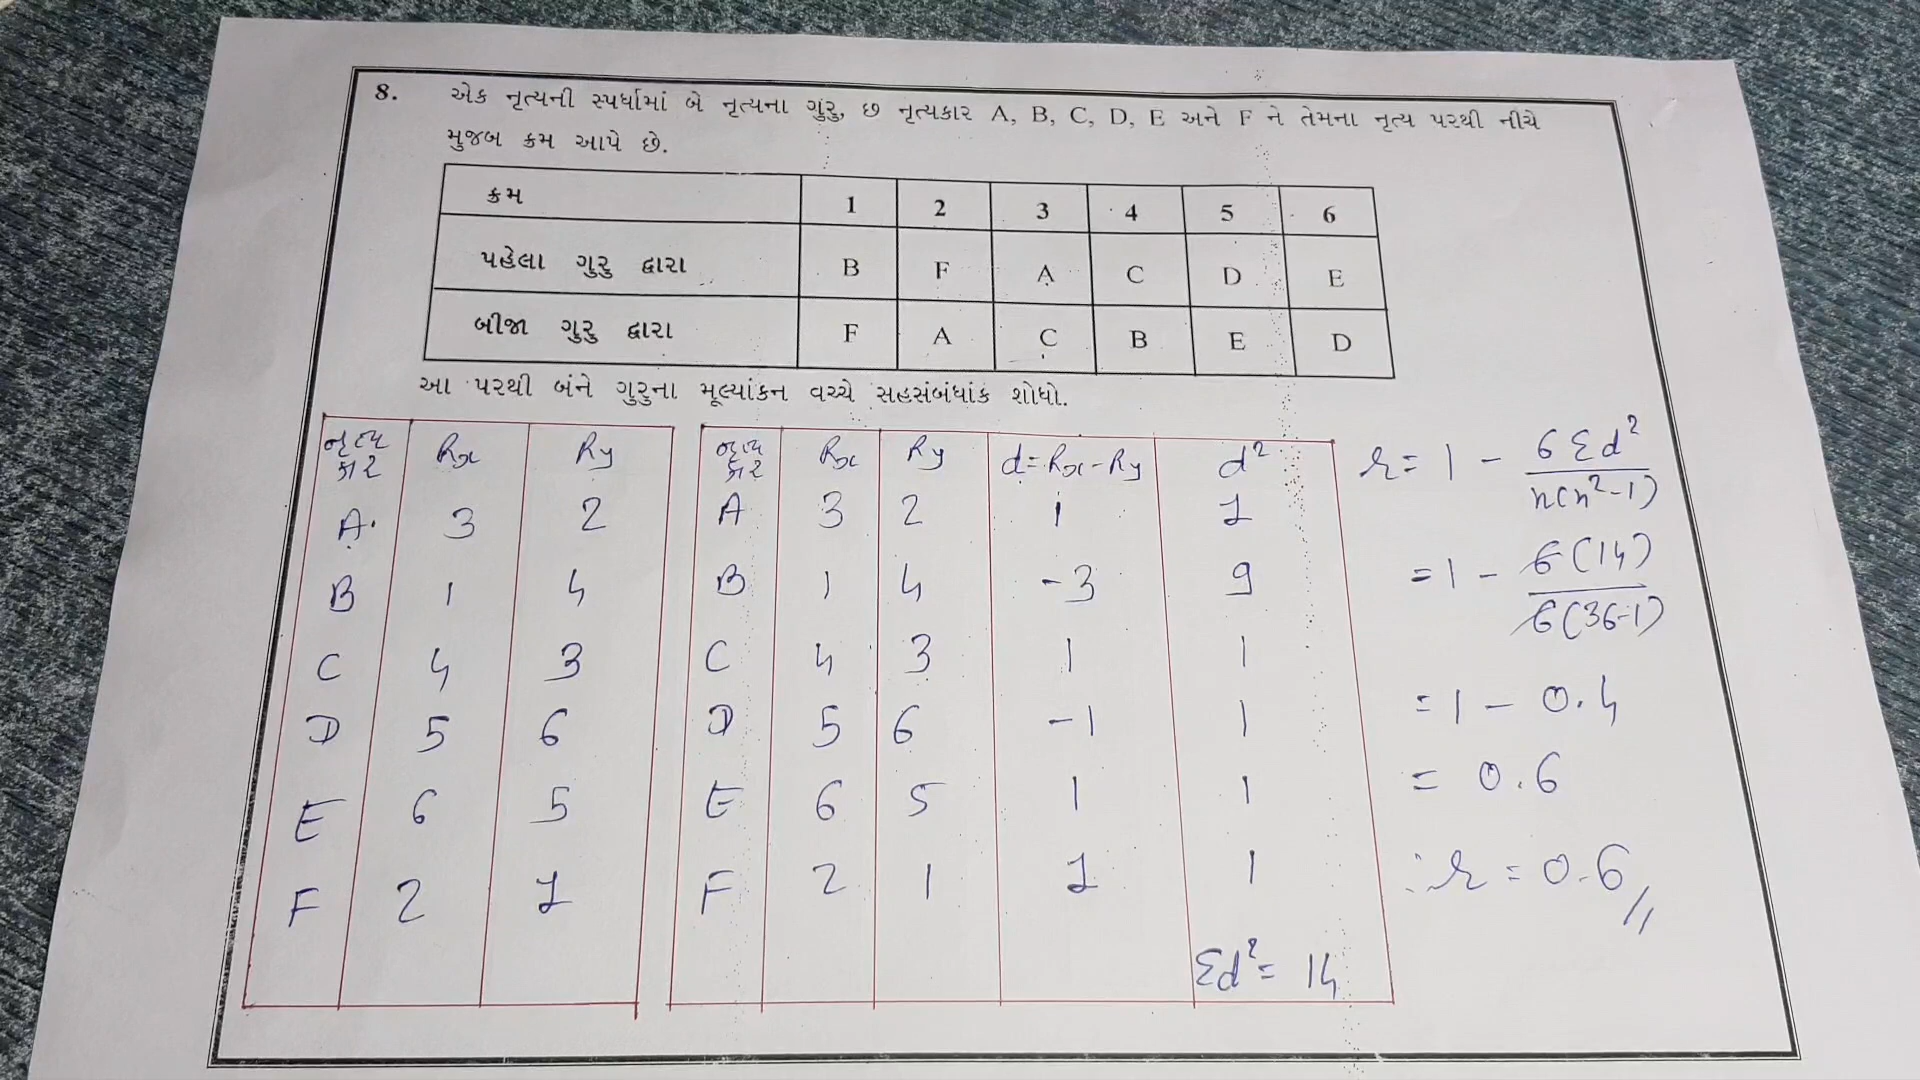 8. એક નૃત્યની સ્પર્ધામાં બે નૃત્યના ગુરુ, છ નૃત્યકાર A, B, C, D, E અને F ને તેમના નૃત્ય પરથી નીચે
મુજબ ક્રમ આપે છે.
ક્રમ 1 2 3 4 5 6
પહેલા ગુરુ દ્વારા B F A C D E
બીજા ગુરુ દ્વારા F A C B E D
આ પરથી બંને ગુરુના મૂલ્યાંકન વચ્ચે સહસંબંધાંક શોધો.
નૃત્ય કાર Rx Ry
A 3 2
B 1 4
C 4 3
D 5 6
E 6 5
F 2 1
નૃત્ય કાર Rx Ry d=Rx-Ry d²
A 3 2 1 1
B 1 4 -3 9
C 4 3 1 1
D 5 6 -1 1
E 6 5 1 1
F 2 1 1 1
Σd² = 14
r = 1 - 6Σd² / n(n²-1)
= 1 - 6(14) / 6(36-1)
= 1 - 0.4
= 0.6
∴ r = 0.6 //